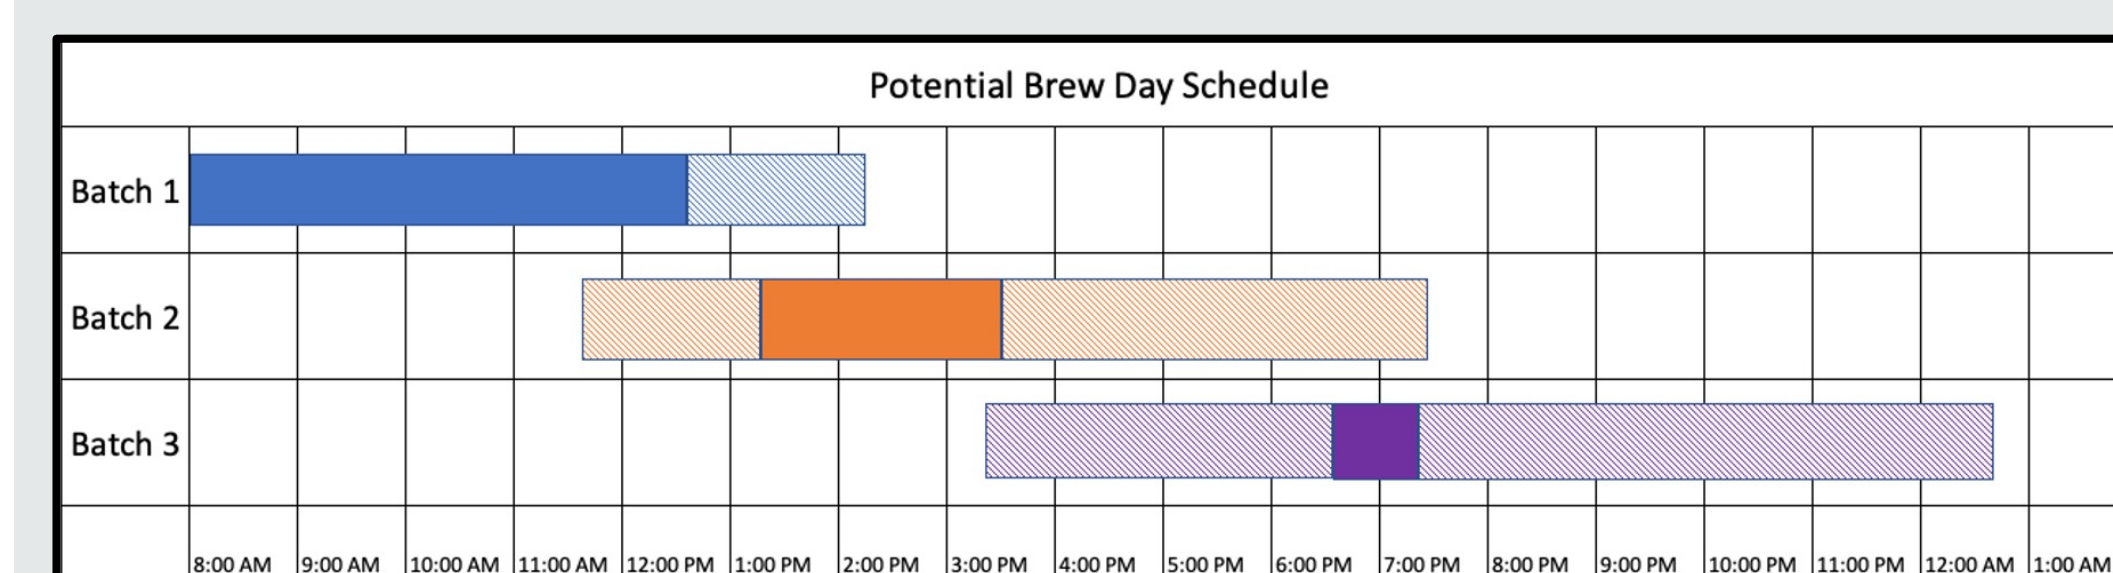 Potential Brew Day Schedule
Batch 1
Batch 2
Batch 3
8:00 AM 9:00 AM 10:00 AM 11:00 AM 12:00 PM 1:00 PM 2:00 PM 3:00 PM 4:00 PM 5:00 PM 6:00 PM 7:00 PM 8:00 PM 9:00 PM 10:00 PM 11:00 PM 12:00 AM 1:00 AM